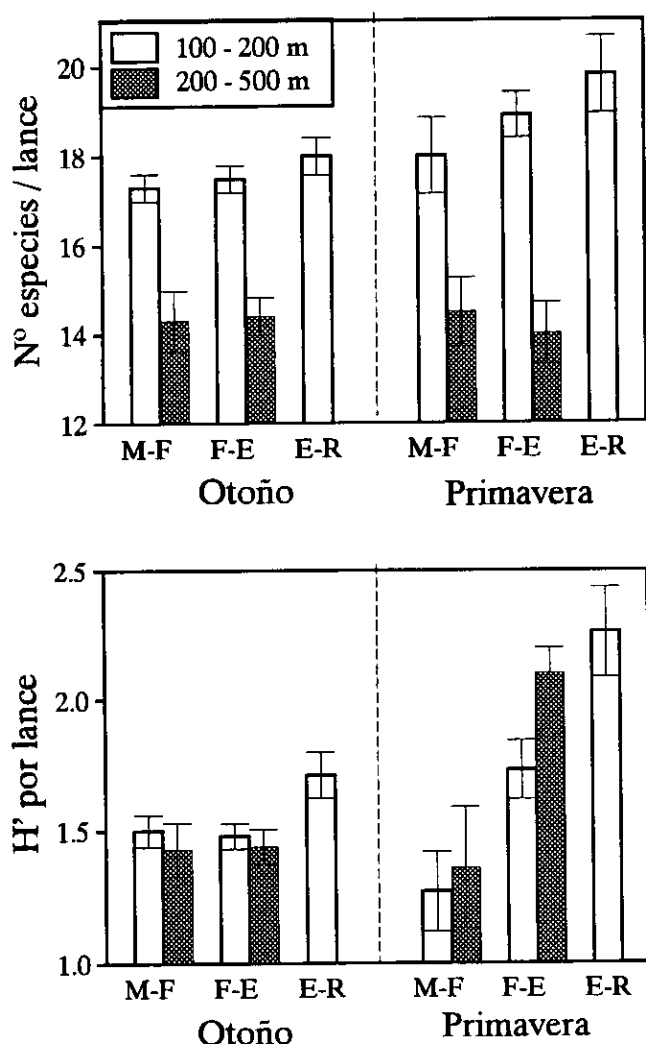 100 - 200 m
200 - 500 m
Nº especies / lance
20
18
16
14
12
M-F F-E E-R M-F F-E E-R
Otoño Primavera
H' por lance
2.5
2.0
1.5
1.0
M-F F-E E-R M-F F-E E-R
Otoño Primavera